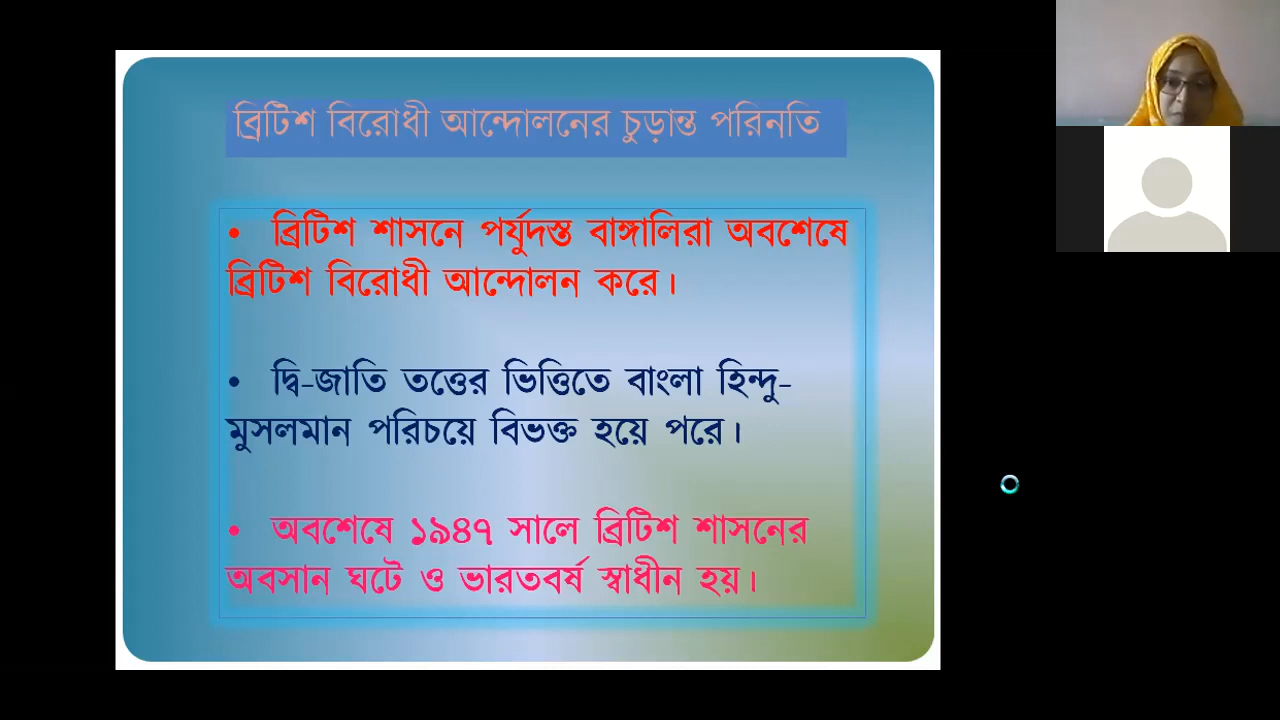 ব্রিটিশ বিরোধী আন্দোলনের চুড়ান্ত পরিনতি
• ব্রিটিশ শাসনে পর্যুদস্ত বাঙ্গালিরা অবশেষে
ব্রিটিশ বিরোধী আন্দোলন করে।
• দ্বি-জাতি তত্তের ভিত্তিতে বাংলা হিন্দু-
মুসলমান পরিচয়ে বিভক্ত হয়ে পরে।
• অবশেষে ১৯৪৭ সালে ব্রিটিশ শাসনের
অবসান ঘটে ও ভারতবর্ষ স্বাধীন হয়।